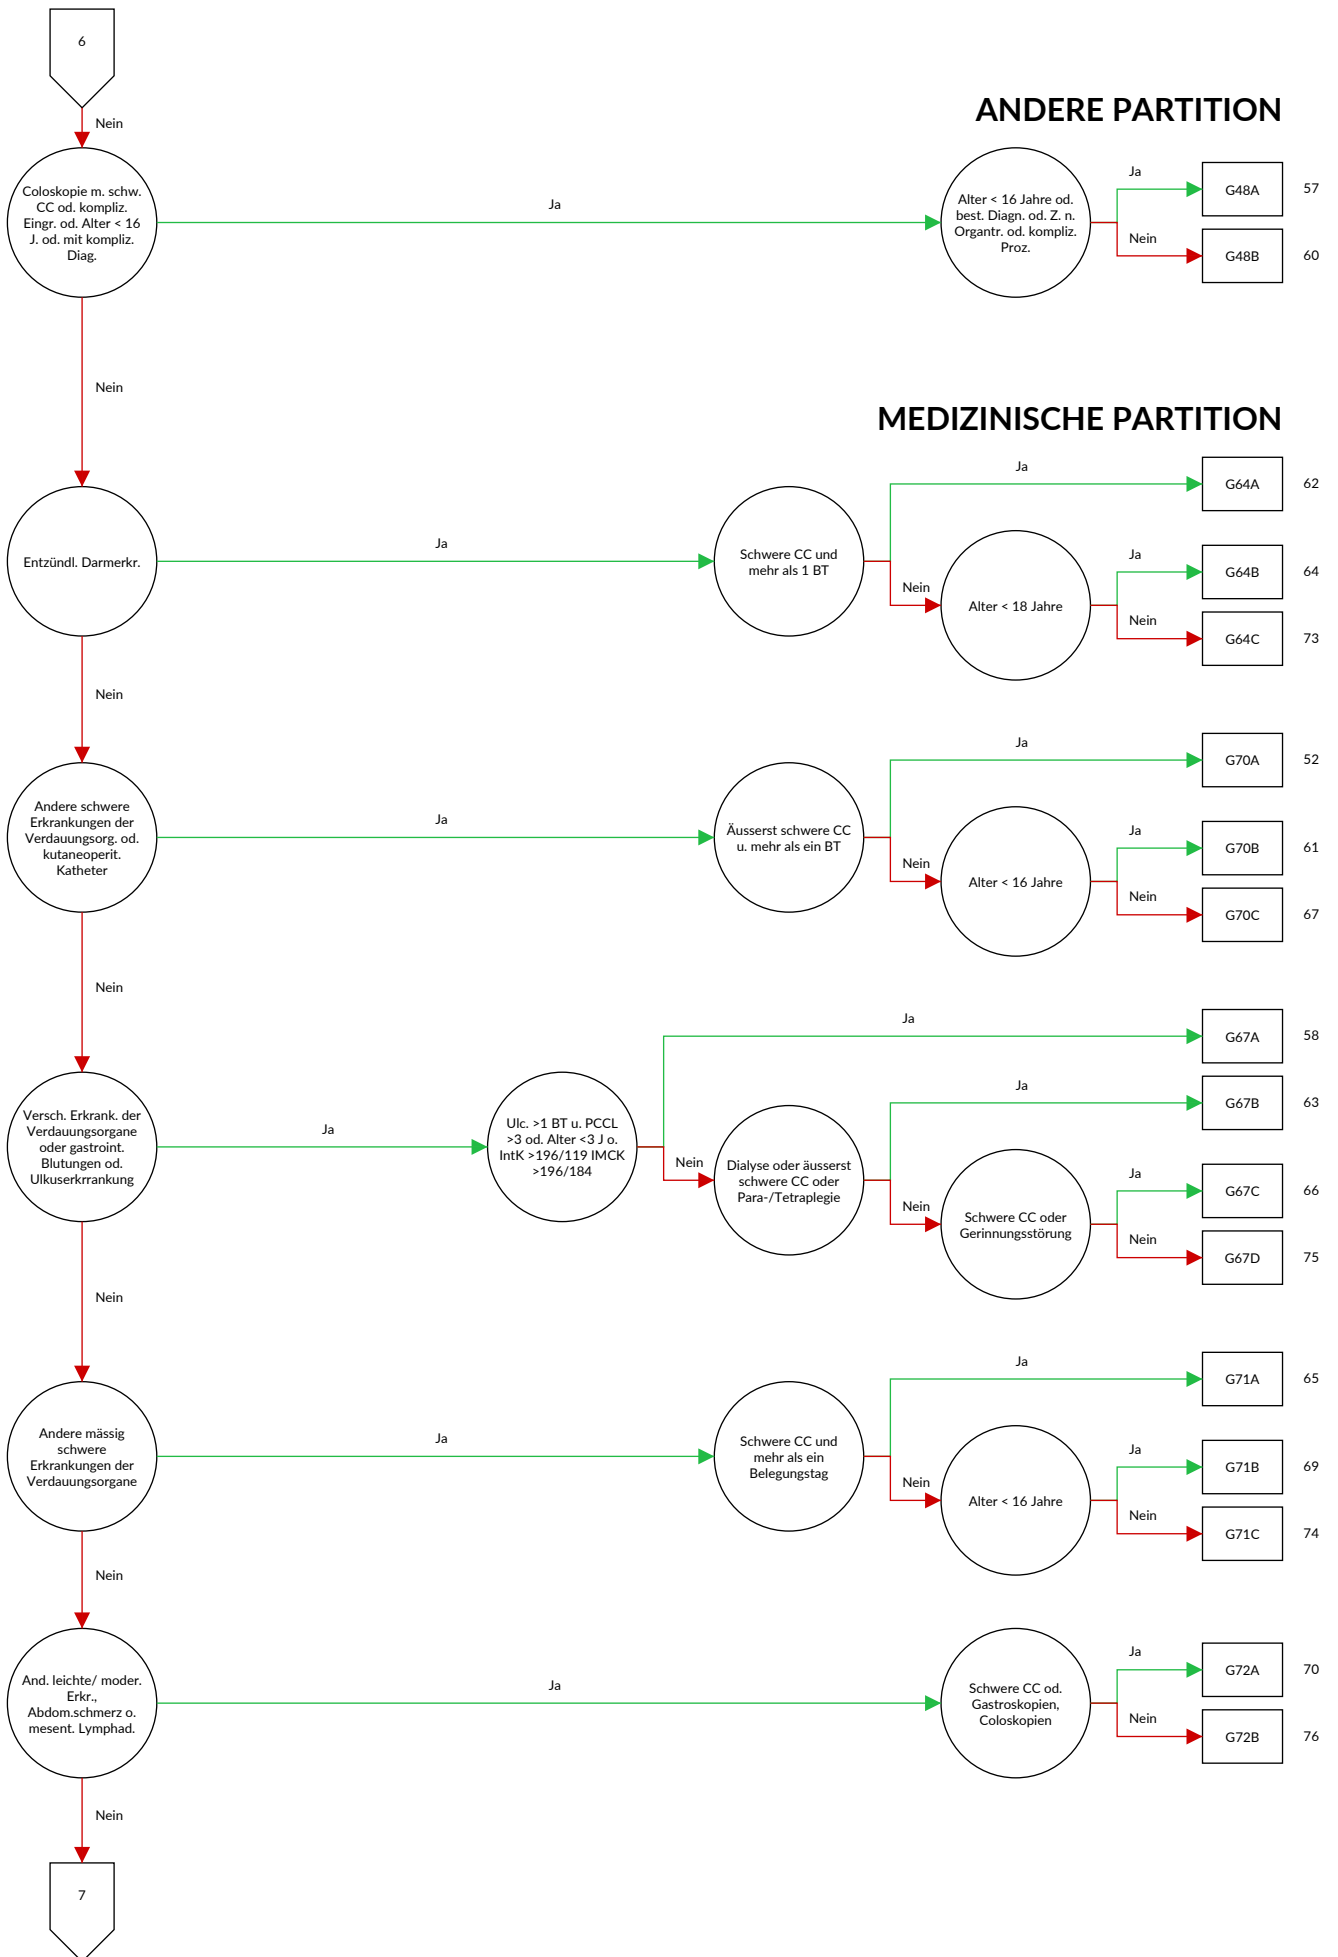 6
Nein
ANDERE PARTITION
Coloskopie m. schw.
CC od. kompliz.
Eingr. od. Alter < 16
J. od. mit kompliz.
Diag.
Ja
Alter < 16 Jahre od.
best. Diagn. od. Z. n.
Organtr. od. kompliz.
Proz.
Ja
G48A 57
Nein
G48B 60
Nein
MEDIZINISCHE PARTITION
Entzündl. Darmerkr.
Ja
Schwere CC und
mehr als 1 BT
Ja
G64A 62
Nein
Alter < 18 Jahre
Ja
G64B 64
Nein
G64C 73
Nein
Andere schwere
Erkrankungen der
Verdauungsorg. od.
kutaneoperit.
Katheter
Ja
Äusserst schwere CC
u. mehr als ein BT
Ja
G70A 52
Nein
Alter < 16 Jahre
Ja
G70B 61
Nein
G70C 67
Nein
Versch. Erkrank. der
Verdauungsorgane
oder gastroint.
Blutungen od.
Ulkuserkrrankung
Ja
Ulc. >1 BT u. PCCL
>3 od. Alter <3 J o.
IntK >196/119 IMCK
>196/184
Ja
G67A 58
Nein
Dialyse oder äusserst
schwere CC oder
Para-/Tetraplegie
Ja
G67B 63
Nein
Schwere CC oder
Gerinnungsstörung
Ja
G67C 66
Nein
G67D 75
Nein
Andere mässig
schwere
Erkrankungen der
Verdauungsorgane
Ja
Schwere CC und
mehr als ein
Belegungstag
Ja
G71A 65
Nein
Alter < 16 Jahre
Ja
G71B 69
Nein
G71C 74
Nein
And. leichte/ moder.
Erkr.,
Abdom.schmerz o.
mesent. Lymphad.
Ja
Schwere CC od.
Gastroskopien,
Coloskopien
Ja
G72A 70
Nein
G72B 76
Nein
7